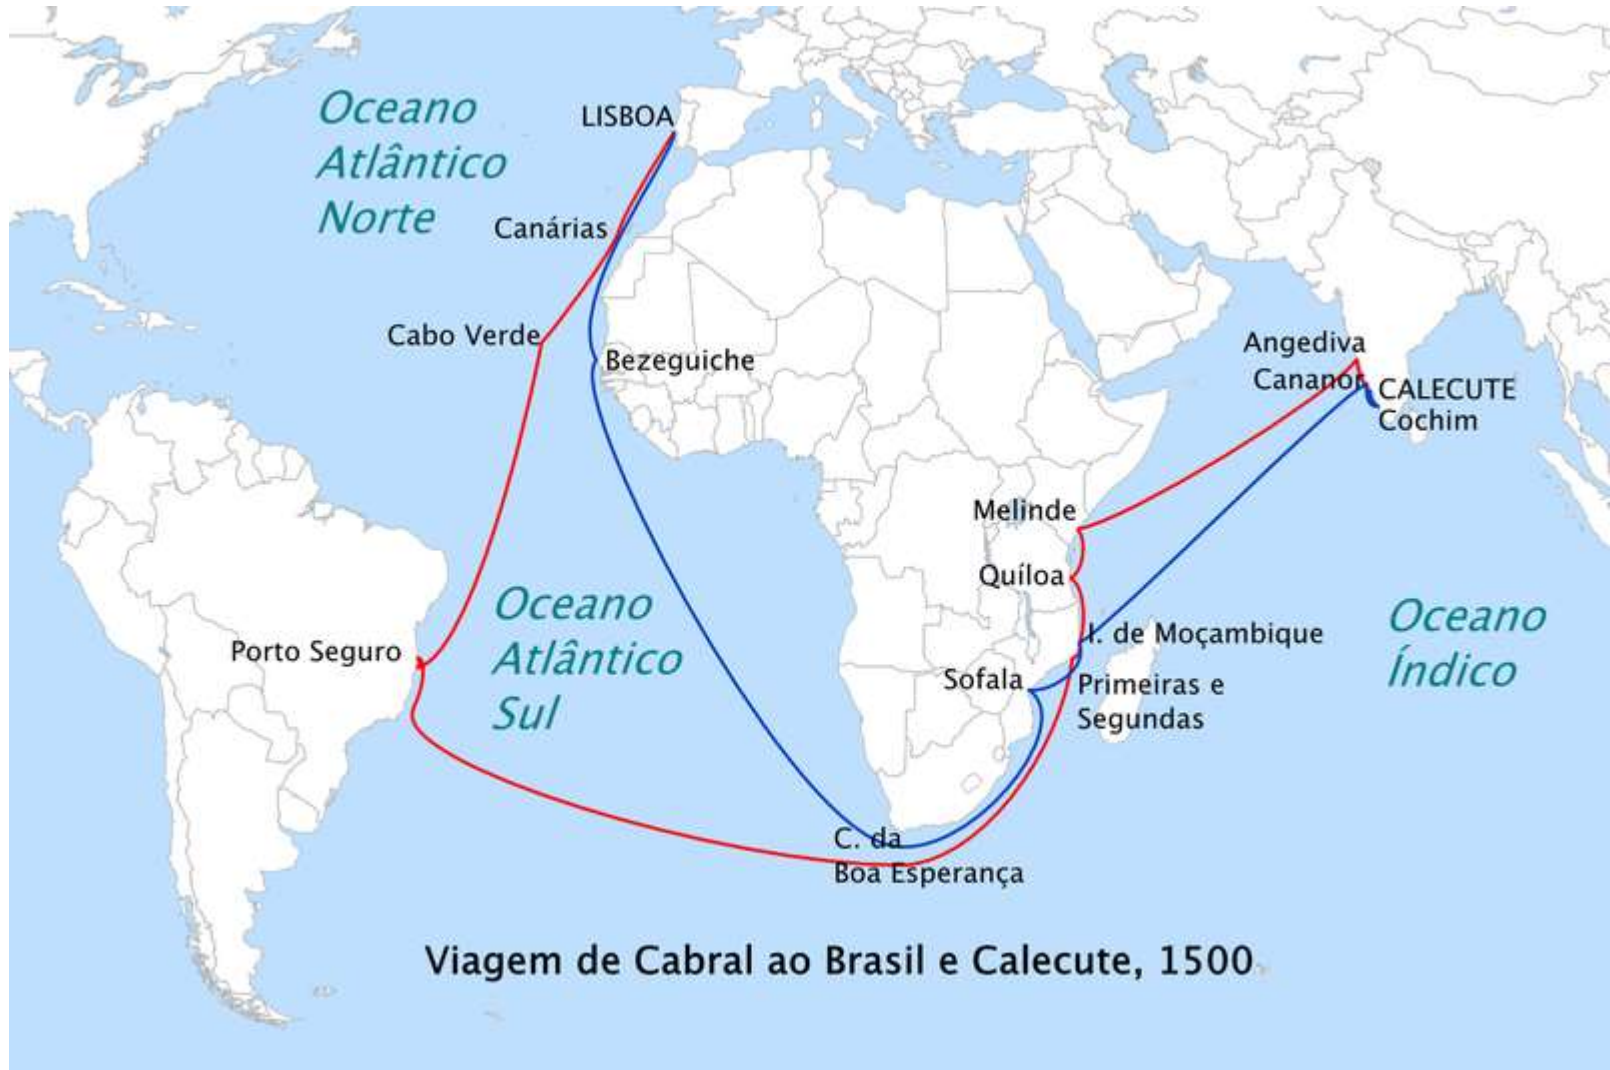 Oceano
Atlântico
Norte
LISBOA
Canárias
Cabo Verde
Bezeguiche
Angediva
Cananor
CALECUTE
Cochim
Melinde
Quíloa
Oceano
Atlântico
Sul
Oceano
Índico
Porto Seguro
I. de Moçambique
Sofala
Primeiras e
Segundas
C. da
Boa Esperança
Viagem de Cabral ao Brasil e Calecute, 1500